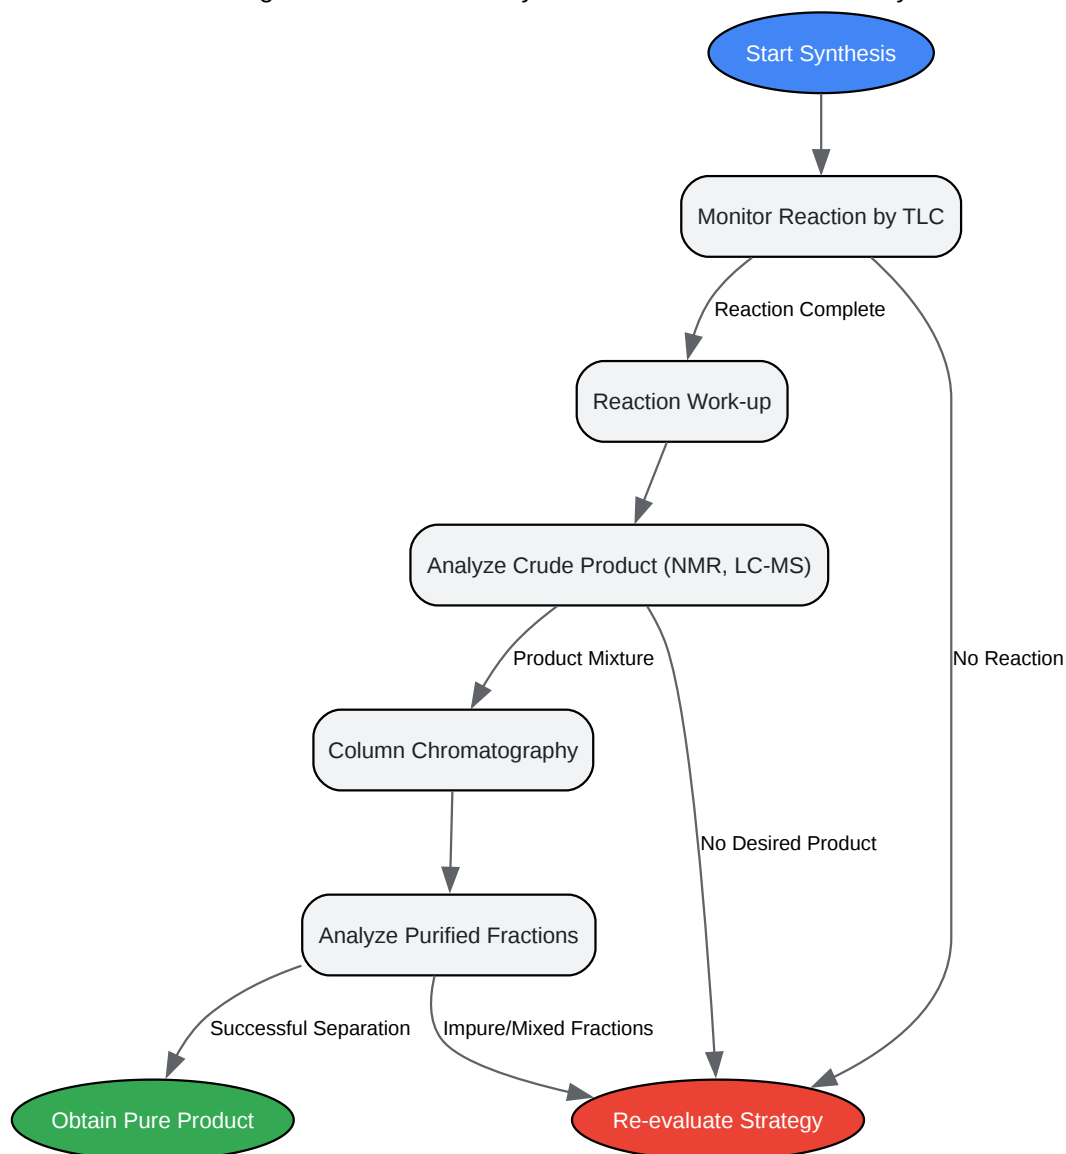 Start Synthesis
Monitor Reaction by TLC
Reaction Complete
Reaction Work-up
Analyze Crude Product (NMR, LC-MS)
Product Mixture
No Reaction
Column Chromatography
No Desired Product
Analyze Purified Fractions
Successful Separation
Impure/Mixed Fractions
Obtain Pure Product
Re-evaluate Strategy